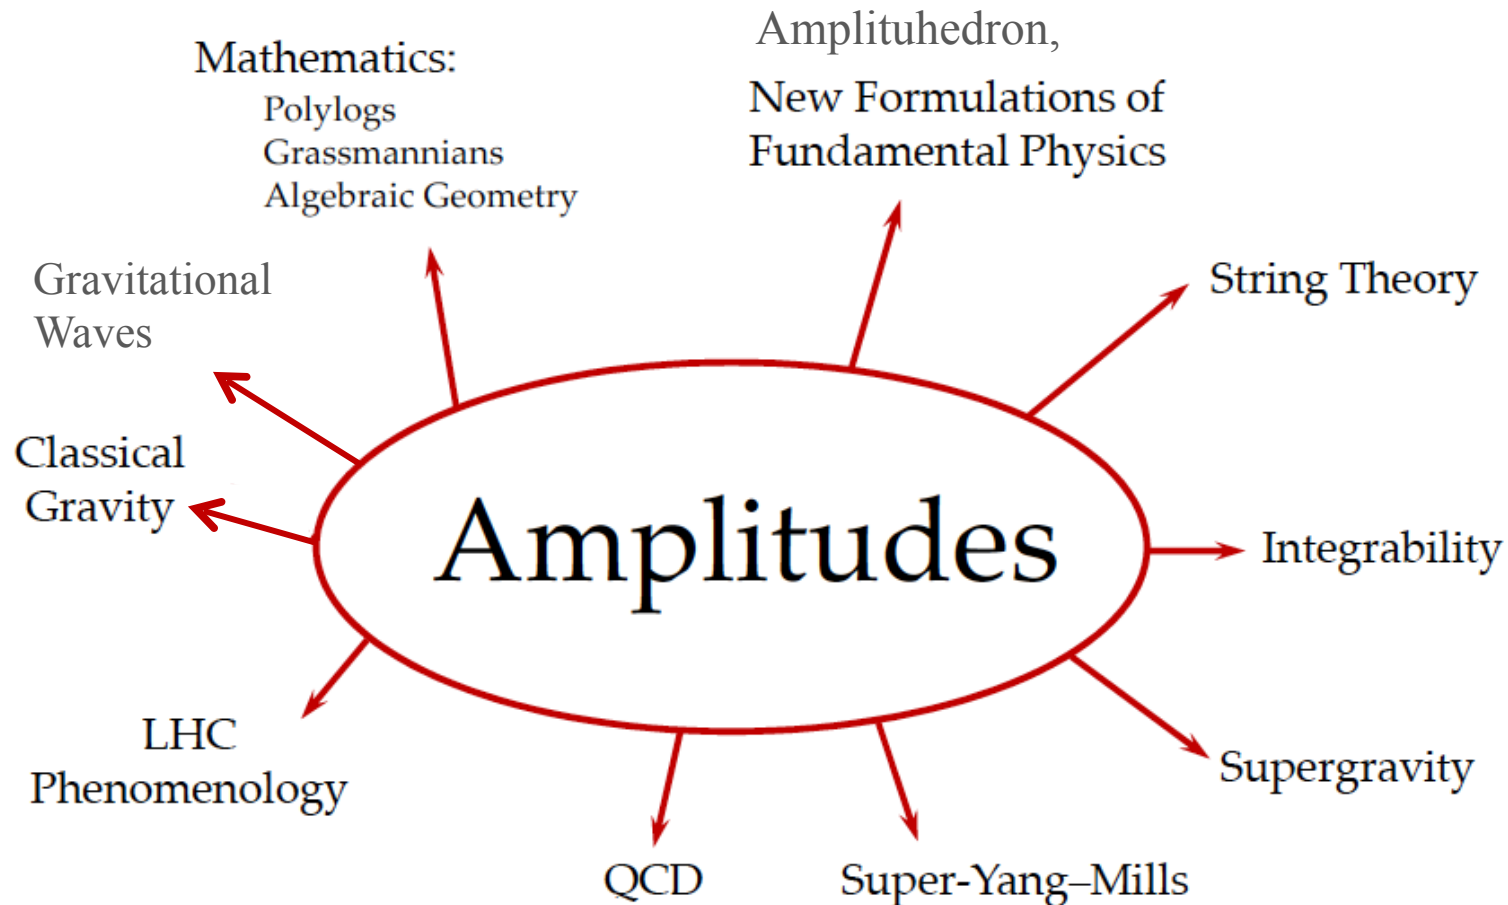 Amplituhedron,
Mathematics:
Polylogs
Grassmannians
Algebraic Geometry
New Formulations of
Fundamental Physics
Gravitational
Waves
String Theory
Classical
Gravity
Amplitudes
Integrability
LHC
Phenomenology
Supergravity
QCD
Super-Yang–Mills